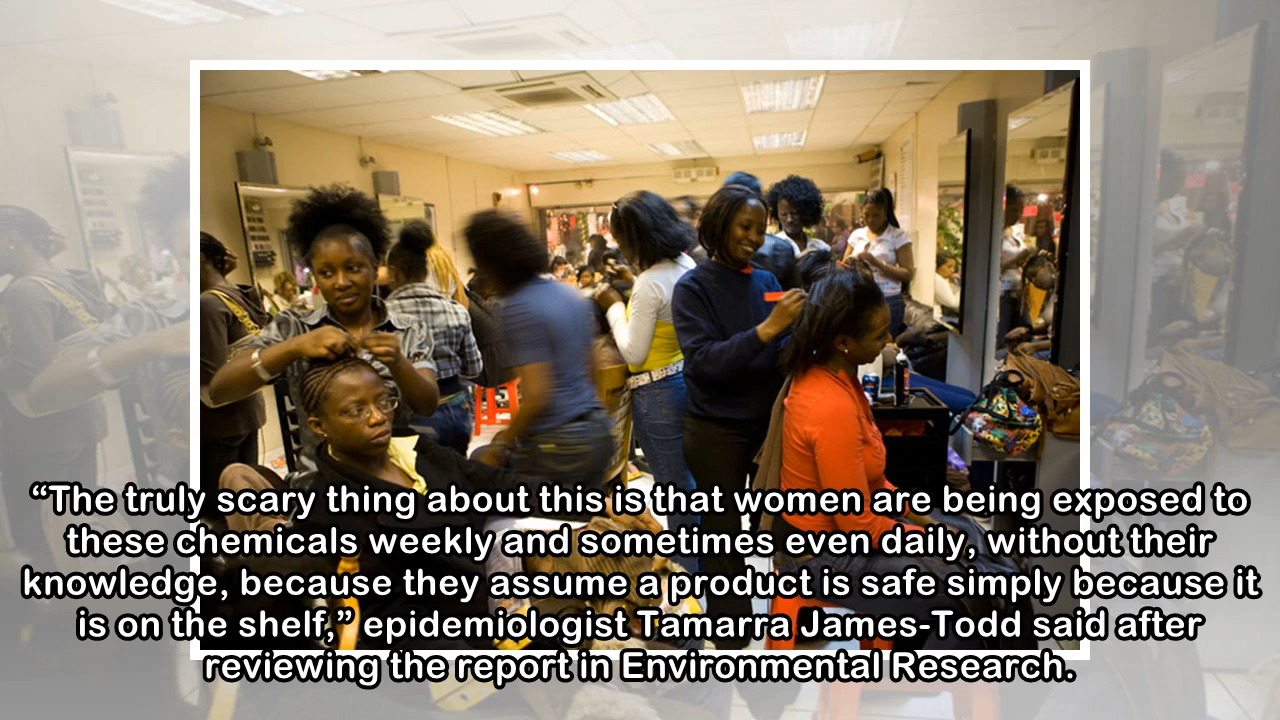 “The truly scary thing about this is that women are being exposed to
these chemicals weekly and sometimes even daily, without their
knowledge, because they assume a product is safe simply because it
is on the shelf,” epidemiologist Tamarra James-Todd said after
reviewing the report in Environmental Research.